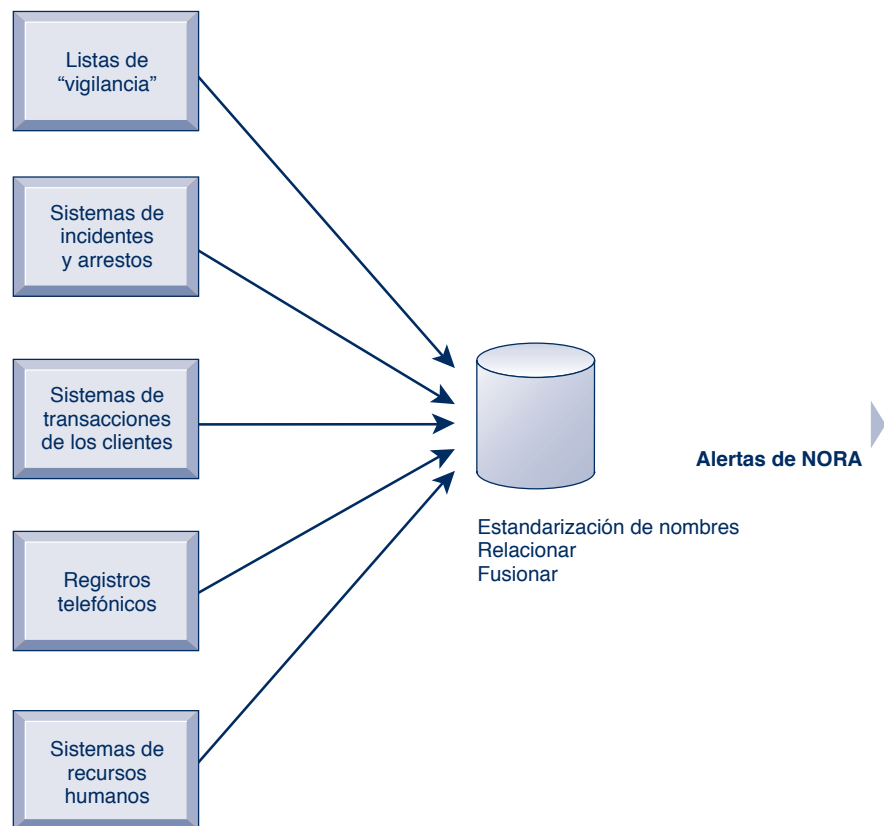 Listas de
“vigilancia”
Sistemas de
incidentes
y arrestos
Sistemas de
transacciones
de los clientes
Registros
telefónicos
Sistemas de
recursos
humanos
Estandarización de nombres
Relacionar
Fusionar
Alertas de NORA